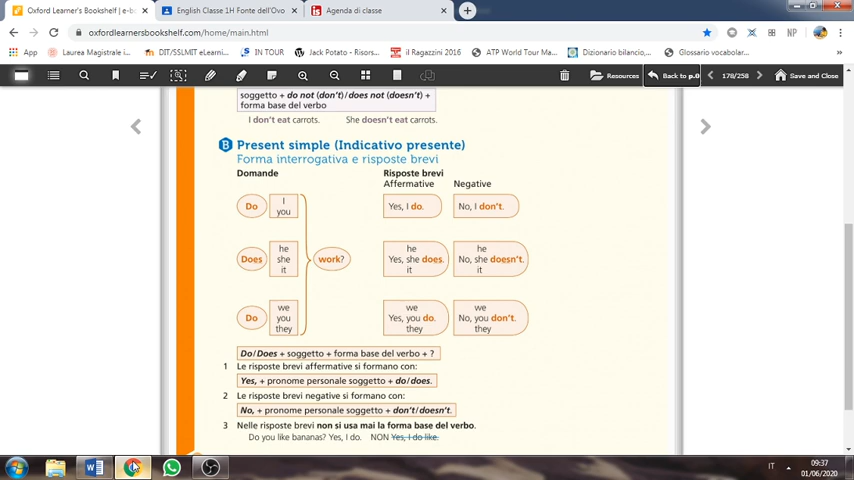 Oxford Learner's Bookshelf | e-b
English Classe 1H Fonte dell'Ovo
Agenda di classe
oxfordlearnersbookshelf.com/home/main.html
NP
App
Laurea Magistrale i...
DIT/SSLMIT eLearni...
IN TOUR
Jack Potato - Risors...
il Ragazzini 2017
ATP World Tour Ma...
Dizionario bilancio,...
Glossario vocabolar...
Resources
Back to p.0
178/258
Save and Close
soggetto + do not (don't)/does not (doesn't) +
forma base del verbo
I don't eat carrots. She doesn't eat carrots.
B Present simple (Indicativo presente)
Forma interrogativa e risposte brevi
Domande Risposte brevi
Affermative Negative
Do I you
Yes, I do. No, I don't.
Does he she it work?
he Yes, she does. it
he No, she doesn't. it
Do we you they
we Yes, you do. they
we No, you don't. they
Do/Does + soggetto + forma base del verbo + ?
1 Le risposte brevi affermative si formano con:
Yes, + pronome personale soggetto + do/does.
2 Le risposte brevi negative si formano con:
No, + pronome personale soggetto + don't/doesn't.
3 Nelle risposte brevi non si usa mai la forma base del verbo.
Do you like bananas? Yes, I do. NON Yes, I do like.
IT
09:37
01/06/2020